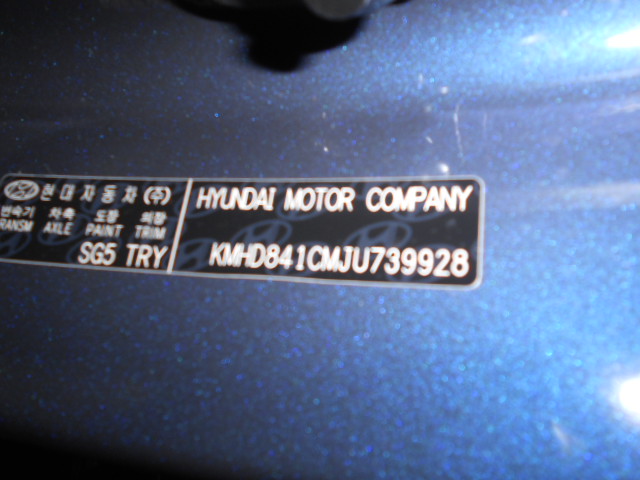 현대자동차(주)
변속기 차축 도장 의장
TRANSM AXLE PAINT TRIM
SG5 TRY
HYUNDAI MOTOR COMPANY
KMHD841CMJU739928